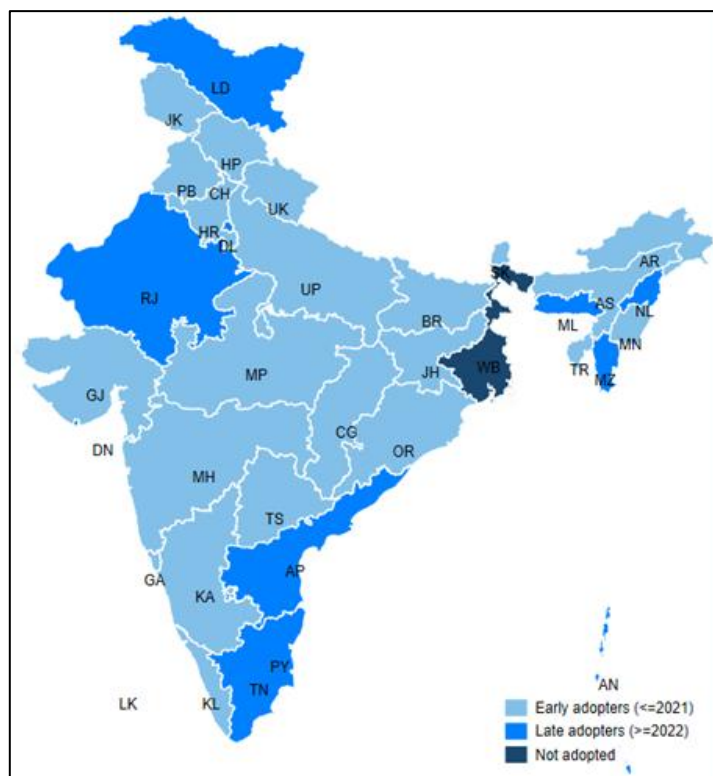 LD
JK
HP
PB
CH
UK
HR
DL
SK
AR
RJ
UP
AS
NL
BR
ML
MN
TR
MZ
JH
WB
MP
GJ
CG
OR
DN
MH
TS
GA
AP
KA
PY
TN
AN
LK
KL
Early adopters (<=2021)
Late adopters (>=2022)
Not adopted